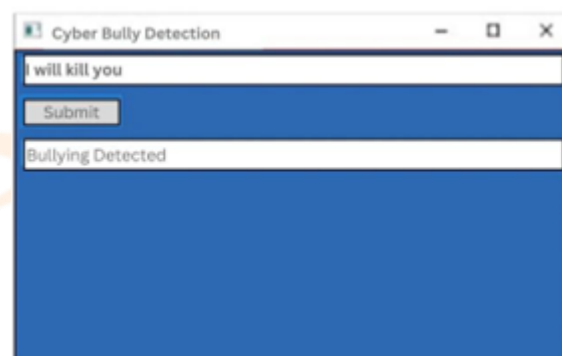 Cyber Bully Detection
I will kill you
Submit
Bullying Detected